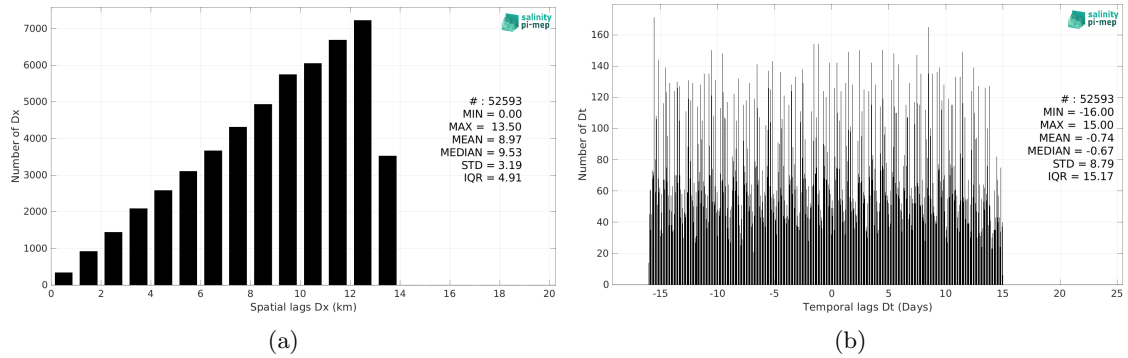 7000
6000
5000
4000
3000
2000
1000
0
Number of Dx
salinity
pi-mep
# : 52593
MIN = 0.00
MAX = 13.50
MEAN = 8.97
MEDIAN = 9.53
STD = 3.19
IQR = 4.91
0 2 4 6 8 10 12 14 16 18 20
Spatial lags Dx (km)
(a)
160
140
120
100
80
60
40
20
0
Number of Dt
salinity
pi-mep
# : 52593
MIN = -16.00
MAX = 15.00
MEAN = -0.74
MEDIAN = -0.67
STD = 8.79
IQR = 15.17
-15 -10 -5 0 5 10 15 20 25
Temporal lags Dt (Days)
(b)